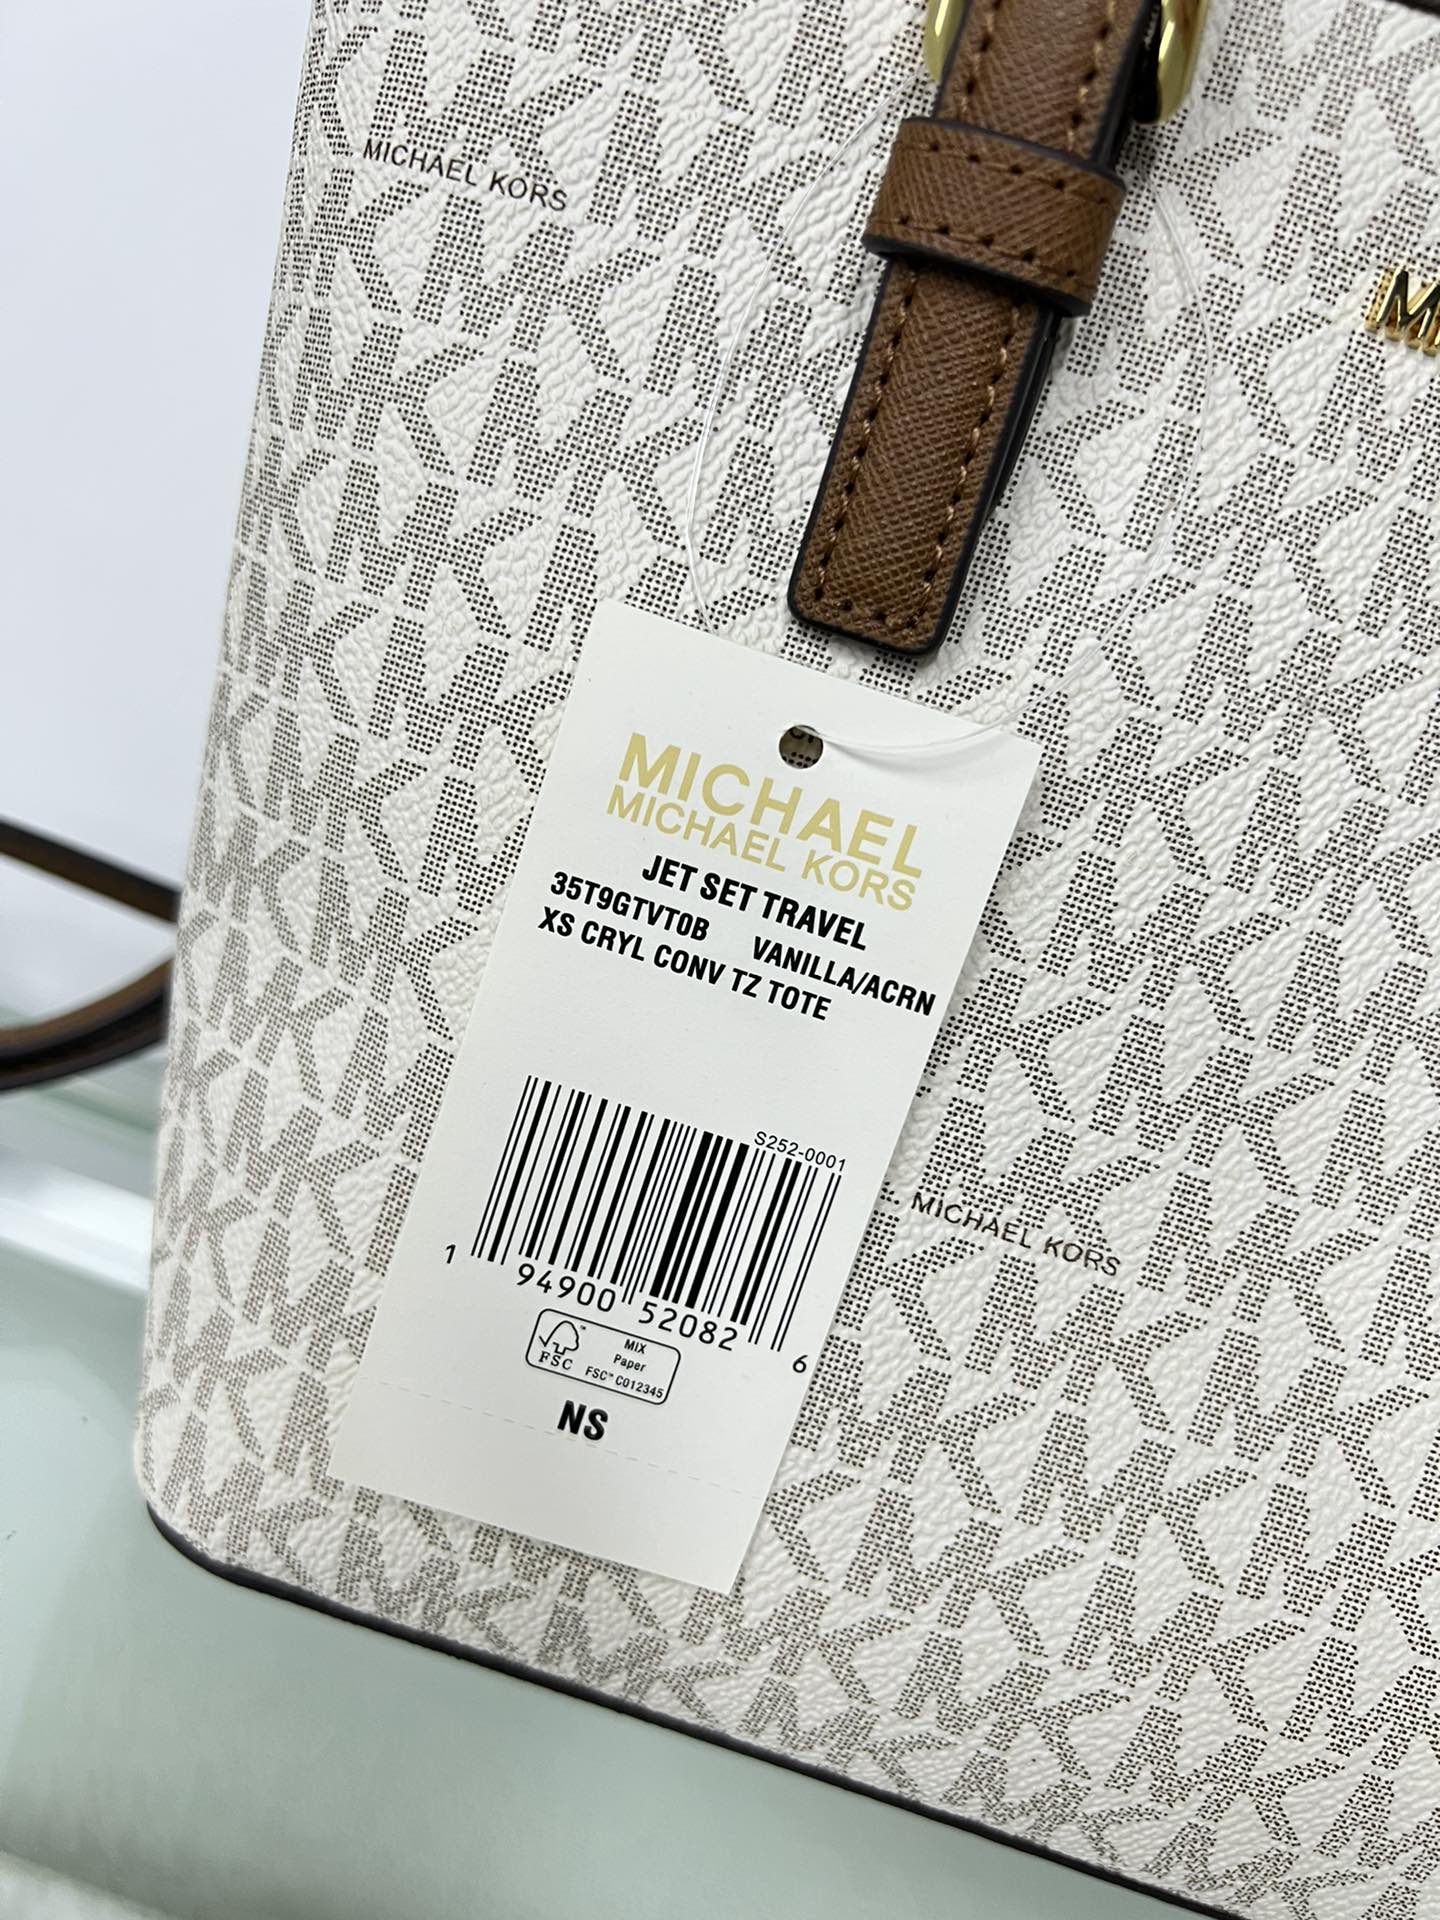 MICHAEL KORS
M
MICHAEL
MICHAEL KORS
JET SET TRAVEL
35T9GTVT0B VANILLA/ACRN
XS CRYL CONV TZ TOTE
S252-0001
1 94900 52082 6
FSC
MIX
Paper
FSC™ C012345
NS
MICHAEL KORS